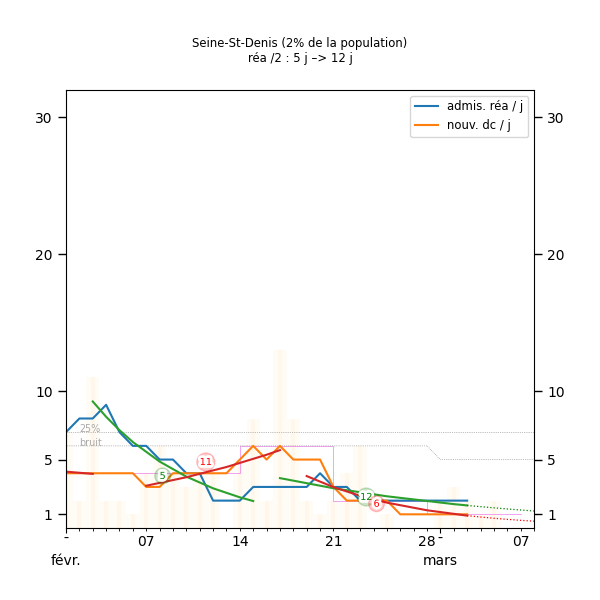 Seine-St-Denis (2% de la population)
réa /2 : 5 j –> 12 j
admis. réa / j
nouv. dc / j
30 30
20 20
10 10
25%
bruit
11
5 5
5
12
6
1 1
- 07 14 21 28 - 07
févr. mars